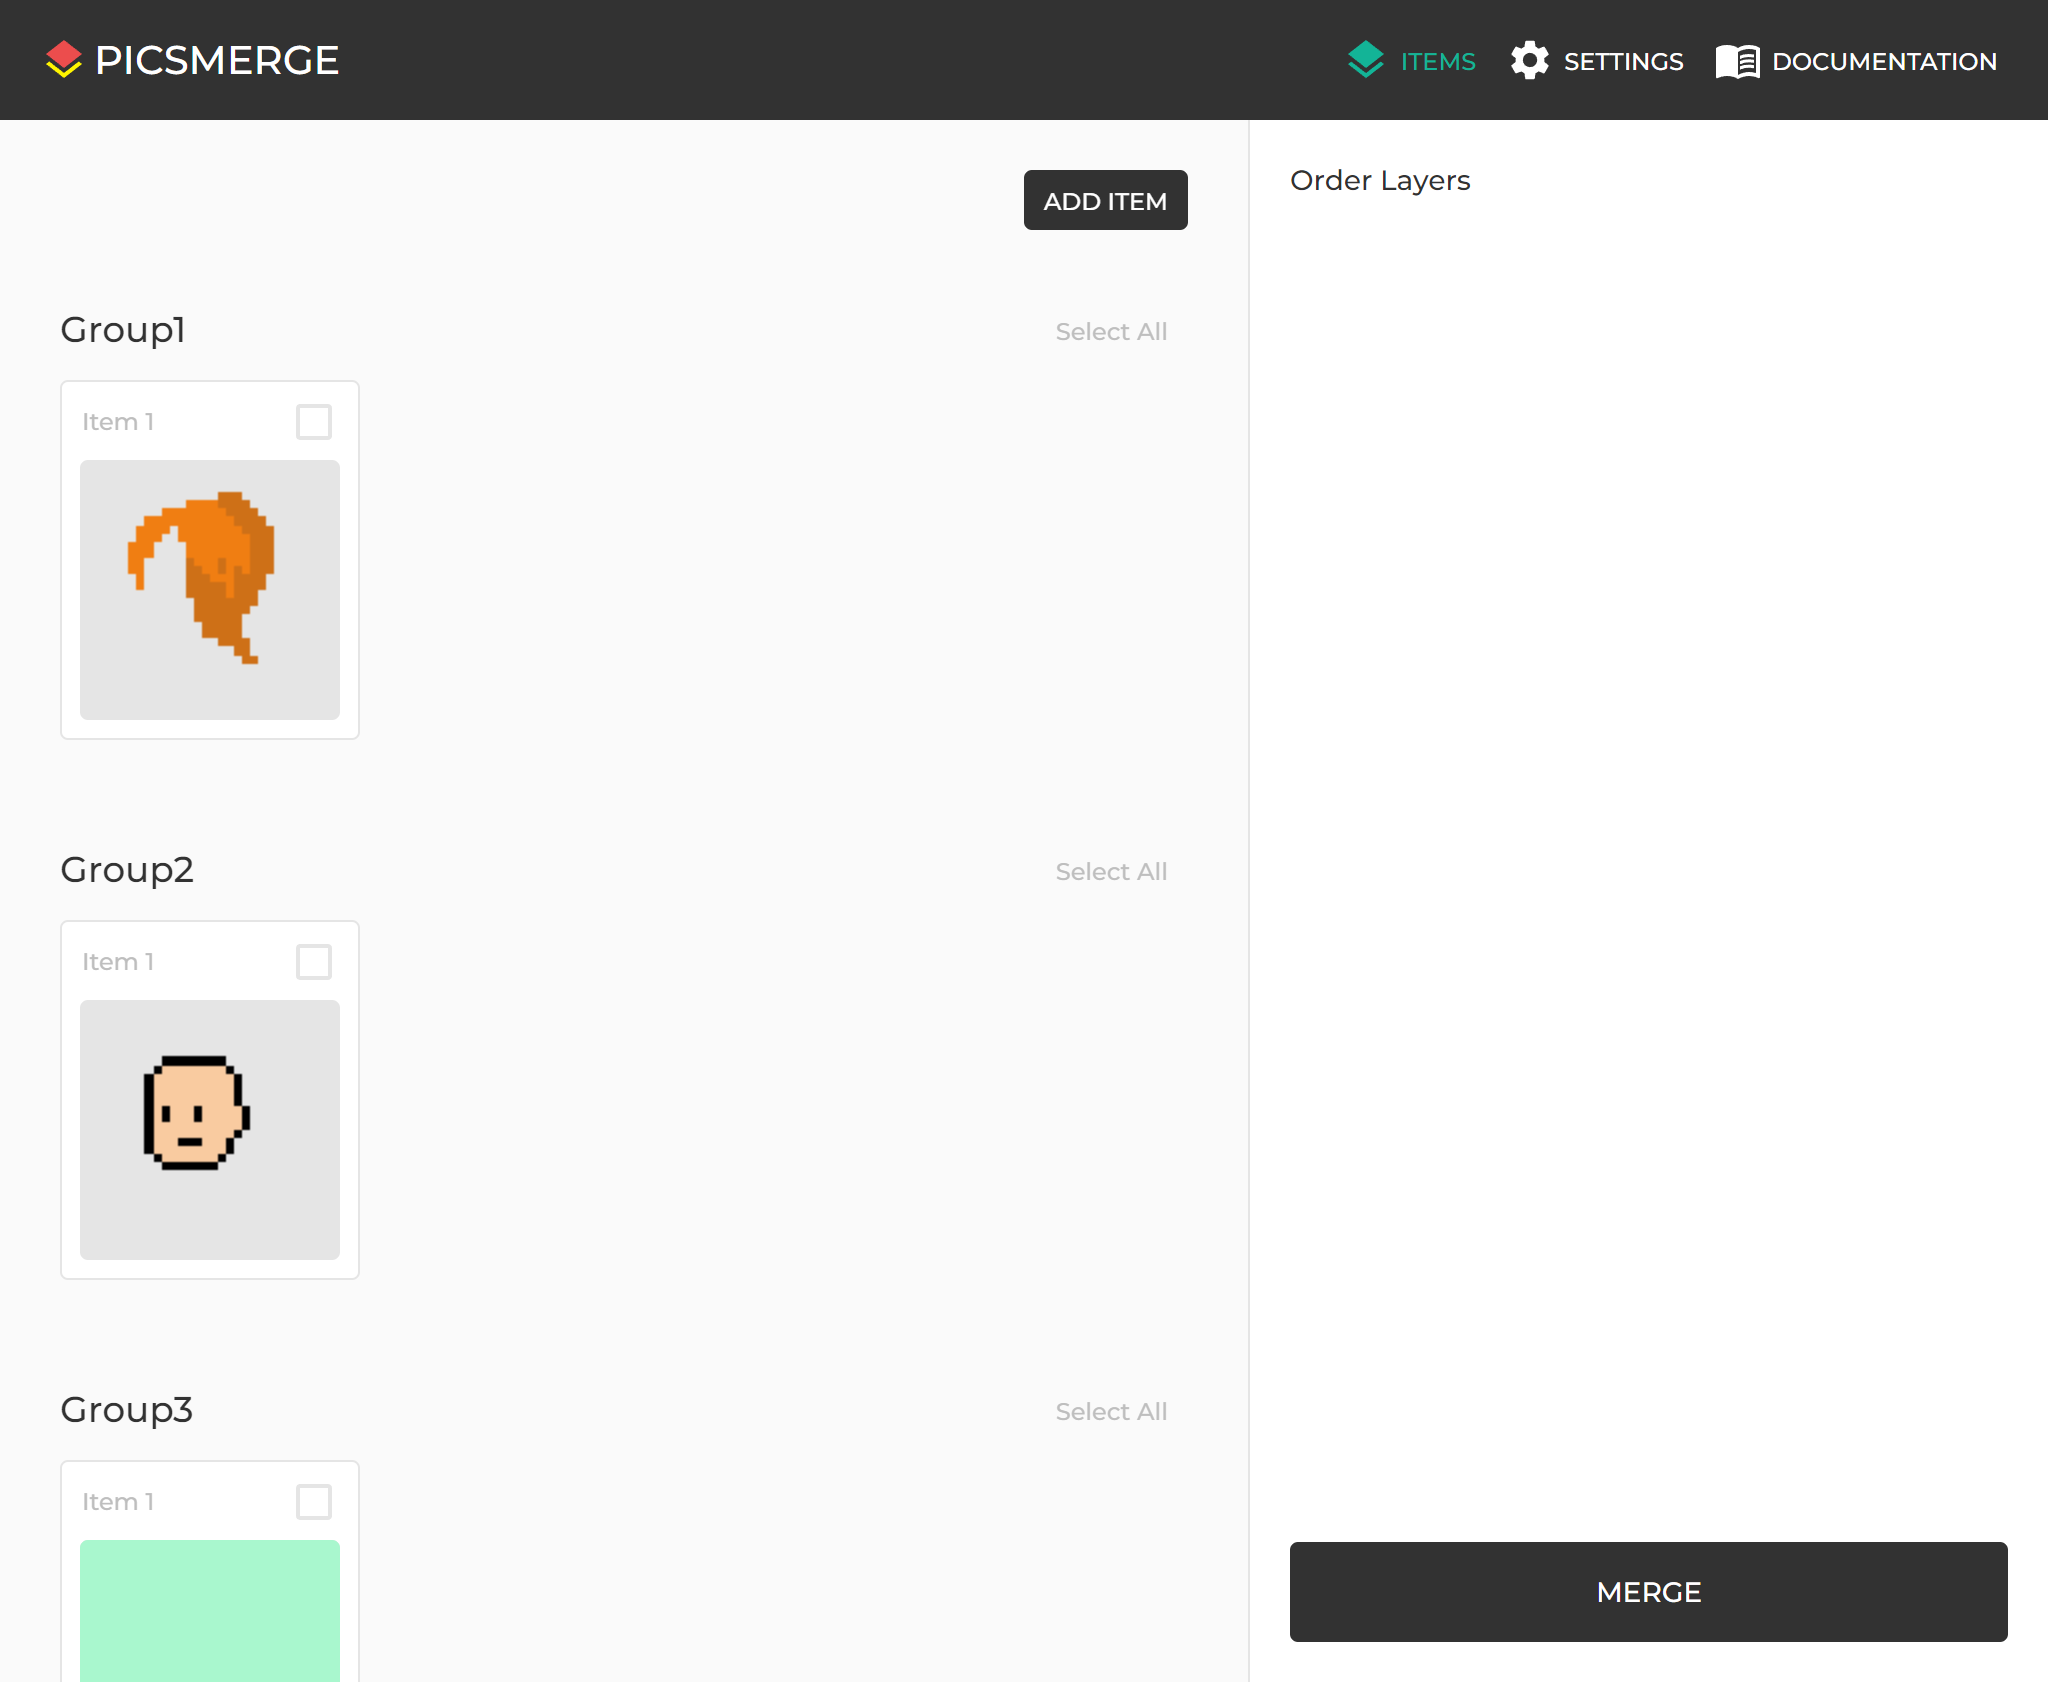 PICSMERGE
ITEMS
SETTINGS
DOCUMENTATION
ADD ITEM
Group1
Select All
Item 1
Group2
Select All
Item 1
Group3
Select All
Item 1
Order Layers
MERGE